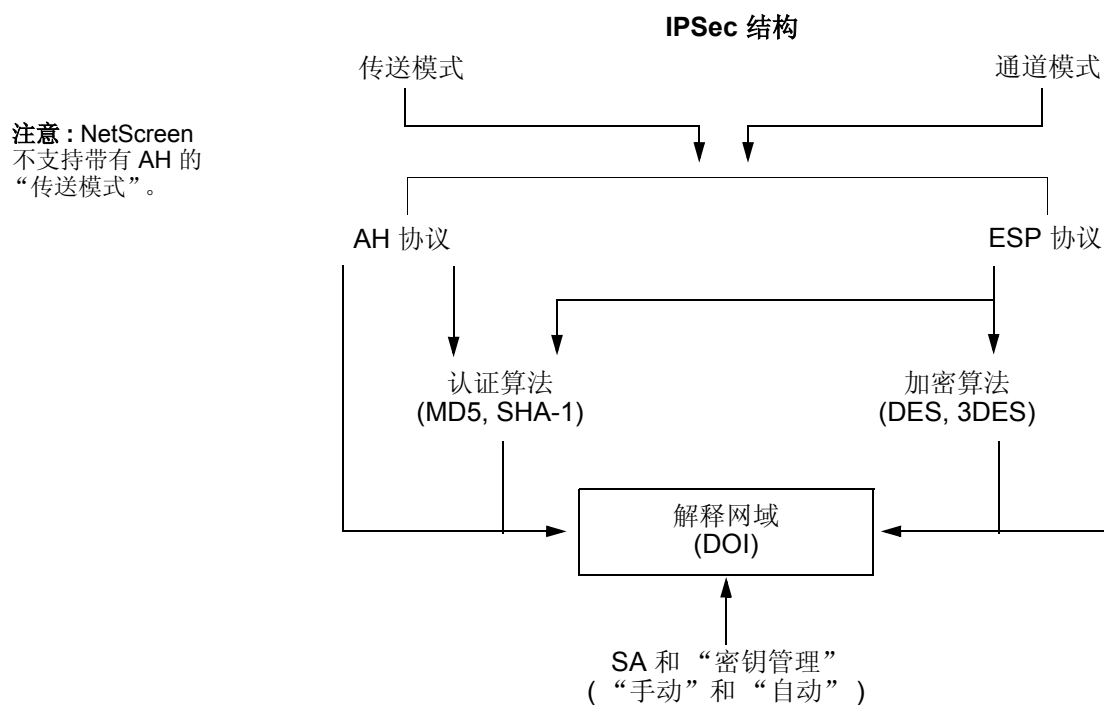 IPSec 结构
传送模式
通道模式
注意 : NetScreen
不支持带有 AH 的
“传送模式”。
AH 协议
ESP 协议
认证算法
(MD5, SHA-1)
加密算法
(DES, 3DES)
解释网域
(DOI)
SA 和 “密钥管理”
( “手动”和 “自动” )